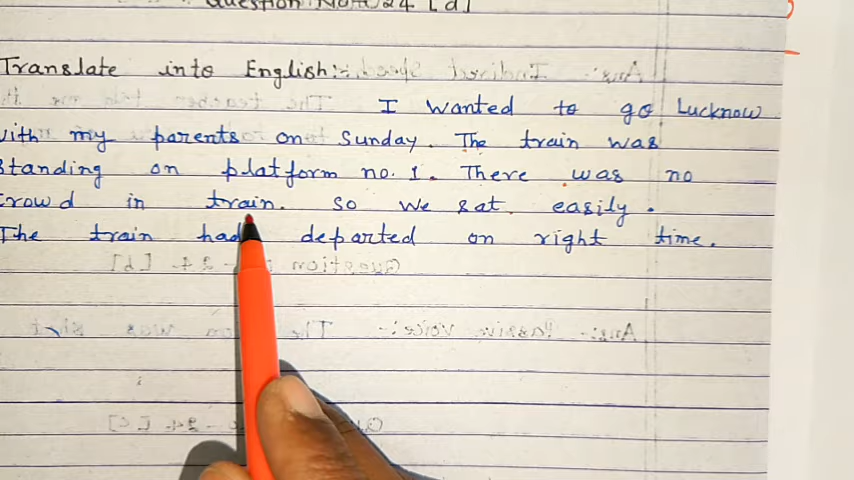 Question No:- 24 [d]
Translate into English:-
I wanted to go Lucknow
with my parents on Sunday. The train was
standing on platform no. 1. There was no
crowd in train. so we sat easily.
The train had departed on right time.